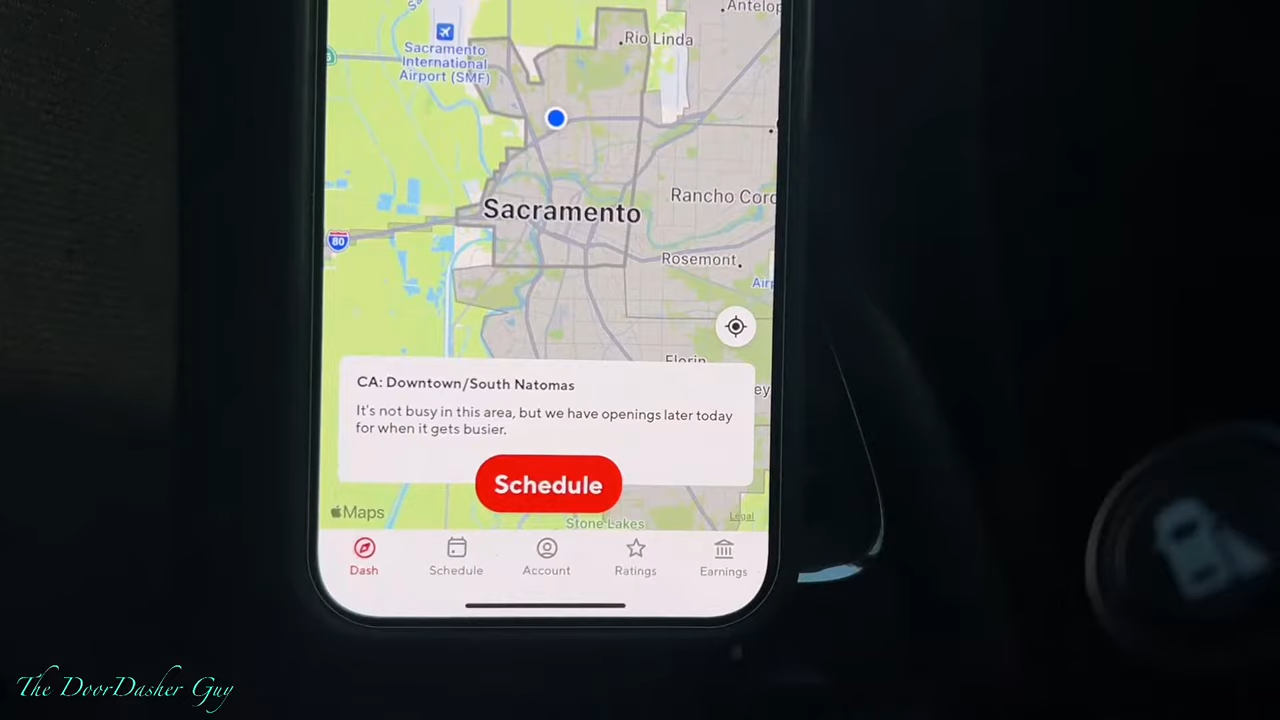 Antelop
Rio Linda
Sacramento
International
Airport (SMF)
Sacramento
Rancho Cord
80
Rosemont
Airp
Florin
ey
CA: Downtown/South Natomas
It's not busy in this area, but we have openings later today
for when it gets busier.
Schedule
Maps
Legal
Stone Lakes
Dash
Schedule
Account
Ratings
Earnings
The DoorDasher Guy